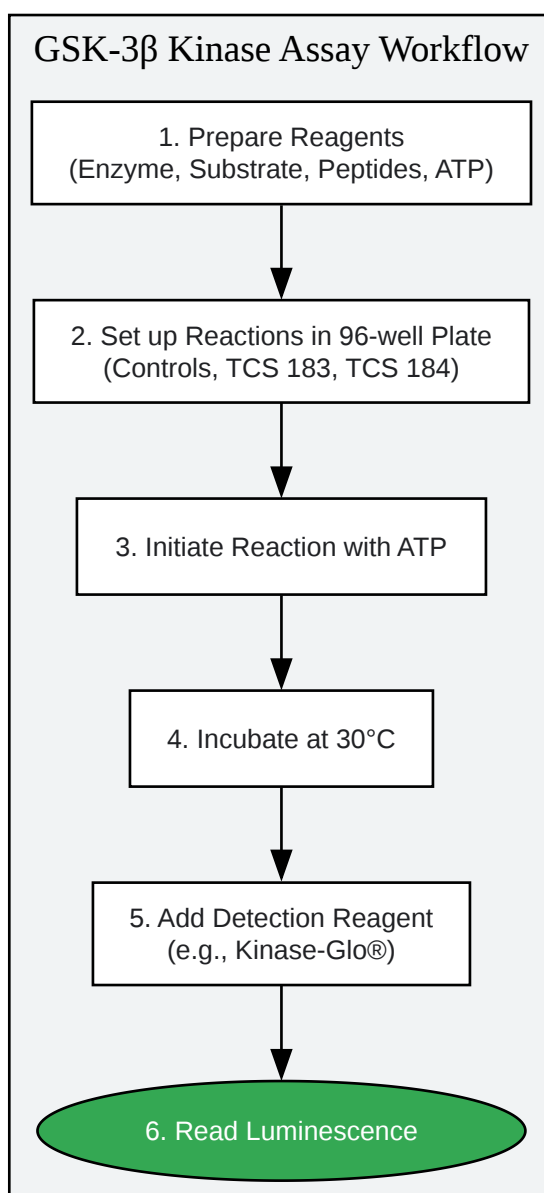 GSK-3β Kinase Assay Workflow
1. Prepare Reagents
(Enzyme, Substrate, Peptides, ATP)
2. Set up Reactions in 96-well Plate
(Controls, TCS 183, TCS 184)
3. Initiate Reaction with ATP
4. Incubate at 30°C
5. Add Detection Reagent
(e.g., Kinase-Glo®)
6. Read Luminescence